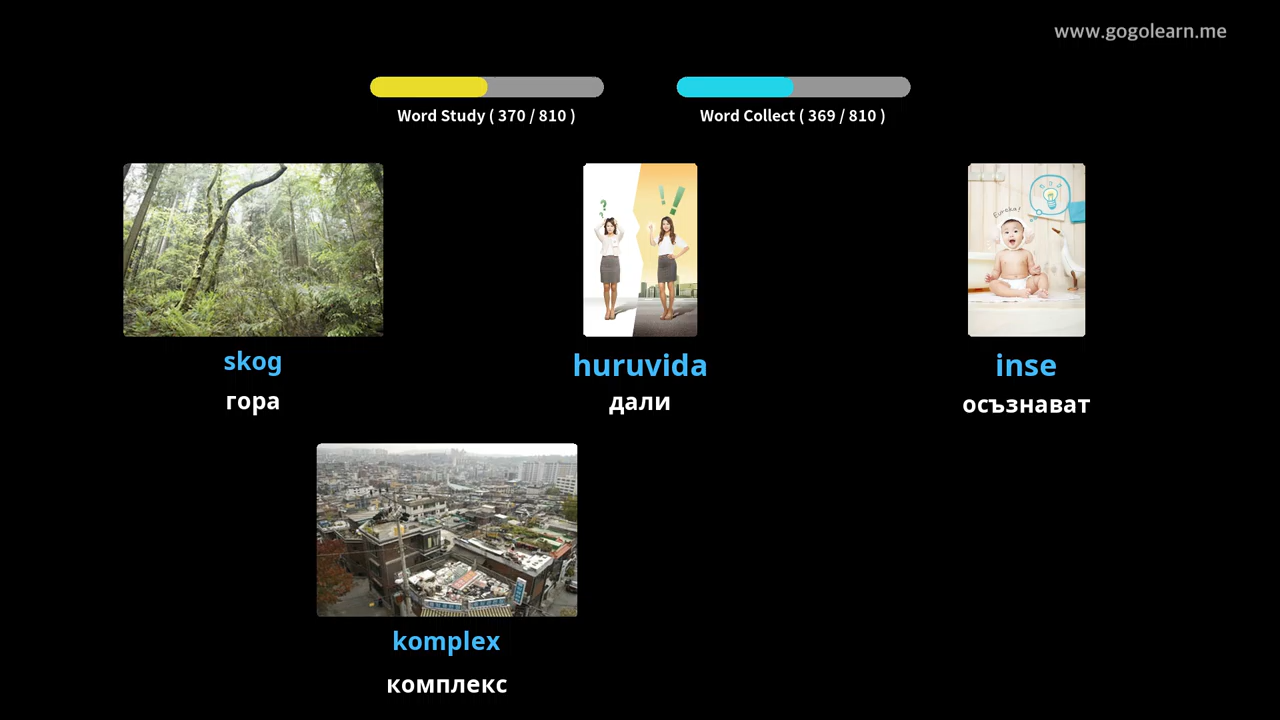 www.gogolearn.me
Word Study ( 370 / 810 )
Word Collect ( 369 / 810 )
Eureka!
skog
huruvida
inse
гора
дали
осъзнават
komplex
комплекс